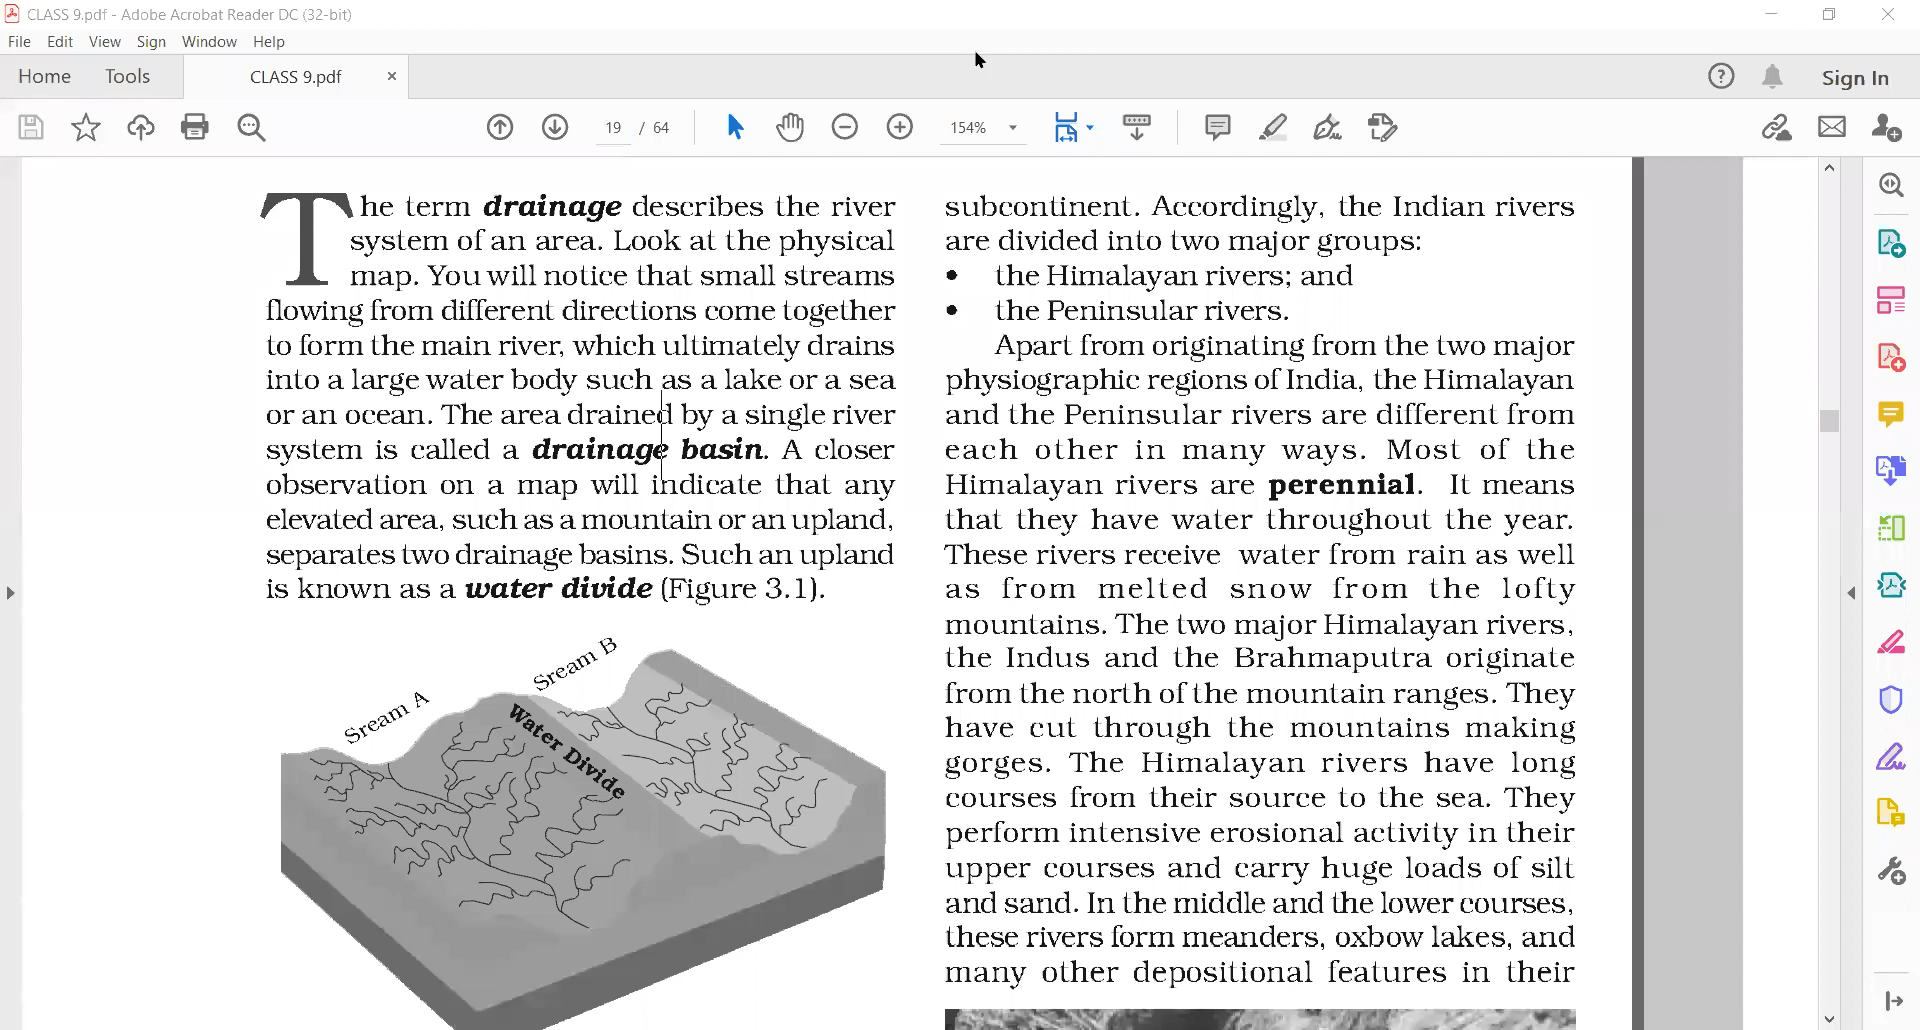 CLASS 9.pdf - Adobe Acrobat Reader DC (32-bit)
File Edit View Sign Window Help
Home Tools CLASS 9.pdf × Sign In
19 / 64 154%
The term drainage describes the river
system of an area. Look at the physical
map. You will notice that small streams
flowing from different directions come together
to form the main river, which ultimately drains
into a large water body such as a lake or a sea
or an ocean. The area drained by a single river
system is called a drainage basin. A closer
observation on a map will indicate that any
elevated area, such as a mountain or an upland,
separates two drainage basins. Such an upland
is known as a water divide (Figure 3.1).
Sream A
Sream B
Water Divide
subcontinent. Accordingly, the Indian rivers
are divided into two major groups:
• the Himalayan rivers; and
• the Peninsular rivers.
Apart from originating from the two major
physiographic regions of India, the Himalayan
and the Peninsular rivers are different from
each other in many ways. Most of the
Himalayan rivers are perennial. It means
that they have water throughout the year.
These rivers receive water from rain as well
as from melted snow from the lofty
mountains. The two major Himalayan rivers,
the Indus and the Brahmaputra originate
from the north of the mountain ranges. They
have cut through the mountains making
gorges. The Himalayan rivers have long
courses from their source to the sea. They
perform intensive erosional activity in their
upper courses and carry huge loads of silt
and sand. In the middle and the lower courses,
these rivers form meanders, oxbow lakes, and
many other depositional features in their